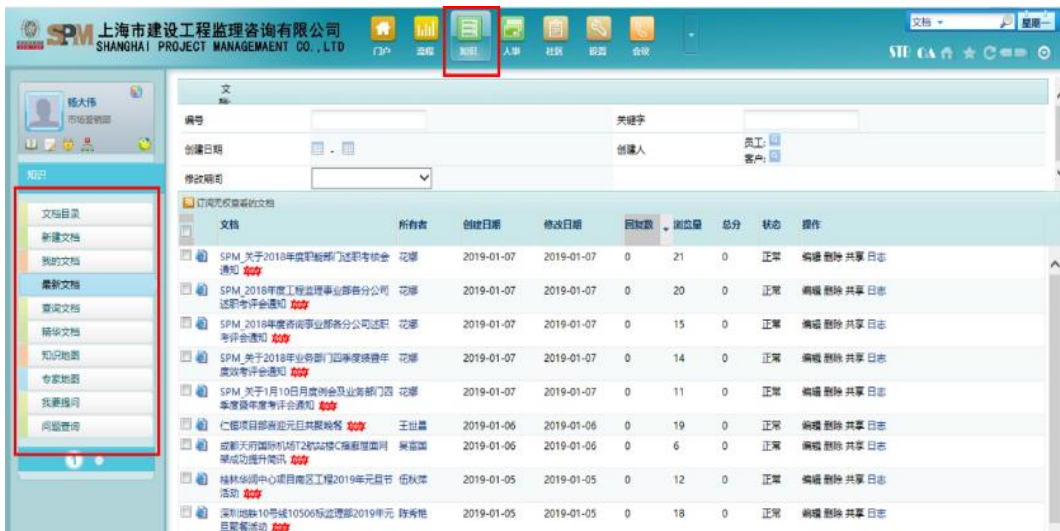 SPM 上海市建设工程监理咨询有限公司
SHANGHAI PROJECT MANAGEMAENT CO.,LTD
门户 流程 知识 人事 社区 设置 会议
文档 星期一
杨大伟
市场营销部
知识
文档目录
新建文档
我的文档
最新文档
查询文档
精华文档
知识地图
专家地图
我要提问
问题查询
1
文
编号 关键字
创建日期 - 创建人 员工:
客户:
修改期间
订阅无权查看的文档
文档 所有者 创建日期 修改日期 回复数 浏览量 总分 状态 操作
SPM_关于2018年度职能部门述职考核会 花娜 2019-01-07 2019-01-07 0 21 0 正常 编辑 删除 共享 日志
通知
SPM_2018年度工程监理事业部各分公司 花娜 2019-01-07 2019-01-07 0 20 0 正常 编辑 删除 共享 日志
述职考评会通知
SPM_2018年度咨询事业部各分公司述职 花娜 2019-01-07 2019-01-07 0 15 0 正常 编辑 删除 共享 日志
考评会通知
SPM_关于2018年业务部门四季度绩暨年 花娜 2019-01-07 2019-01-07 0 14 0 正常 编辑 删除 共享 日志
度效考评会通知
SPM_关于1月10日月度例会及业务部门四 花娜 2019-01-07 2019-01-07 0 11 0 正常 编辑 删除 共享 日志
季度暨年度考评会通知
仁恒项目部喜迎元旦共聚晚餐 王世昌 2019-01-06 2019-01-06 0 19 0 正常 编辑 删除 共享 日志
成都天府国际机场T2航站楼C指廊屋面网 吴富国 2019-01-06 2019-01-06 0 6 0 正常 编辑 删除 共享 日志
架成功提升简讯
桂林华润中心项目南区工程2019年元旦节 伍秋萍 2019-01-05 2019-01-05 0 12 0 正常 编辑 删除 共享 日志
活动
深圳地铁10号线10506标监理部2019年元 陈秀艳 2019-01-05 2019-01-05 0 18 0 正常 编辑 删除 共享 日志
旦聚餐活动